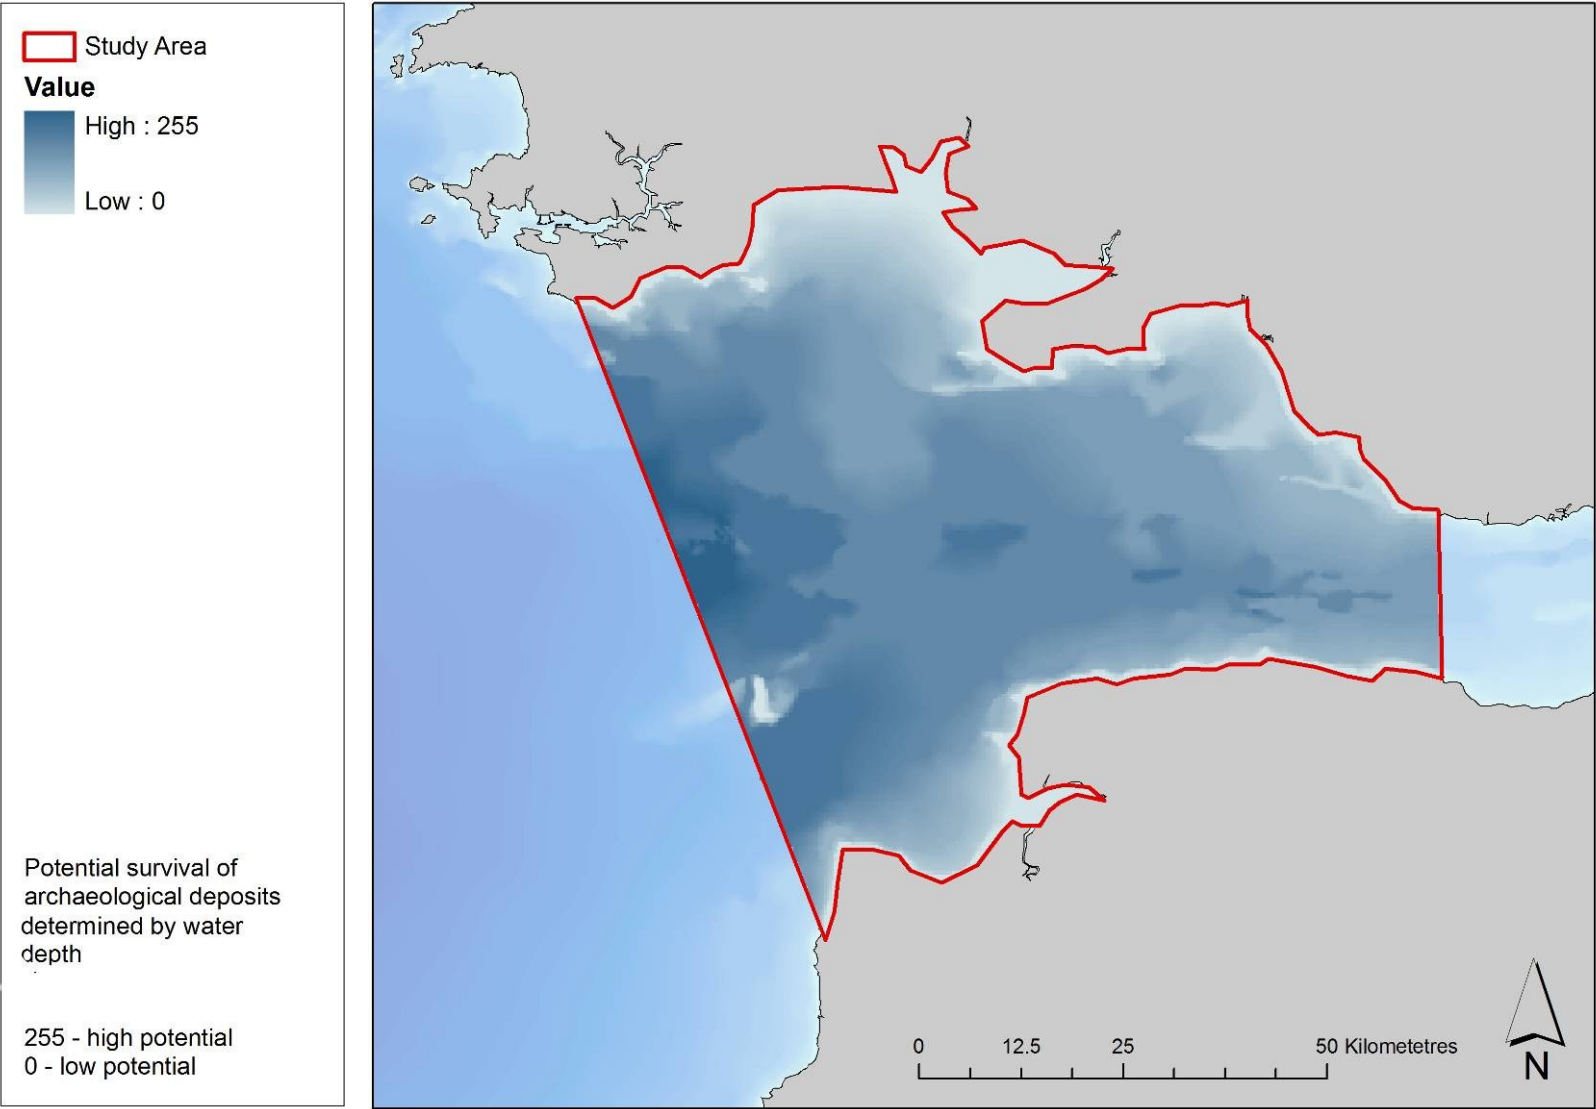 Study Area
Value
High : 255
Low : 0
Potential survival of
archaeological deposits
determined by water
depth
255 - high potential
0 - low potential
0 12.5 25 50 Kilometetres
N